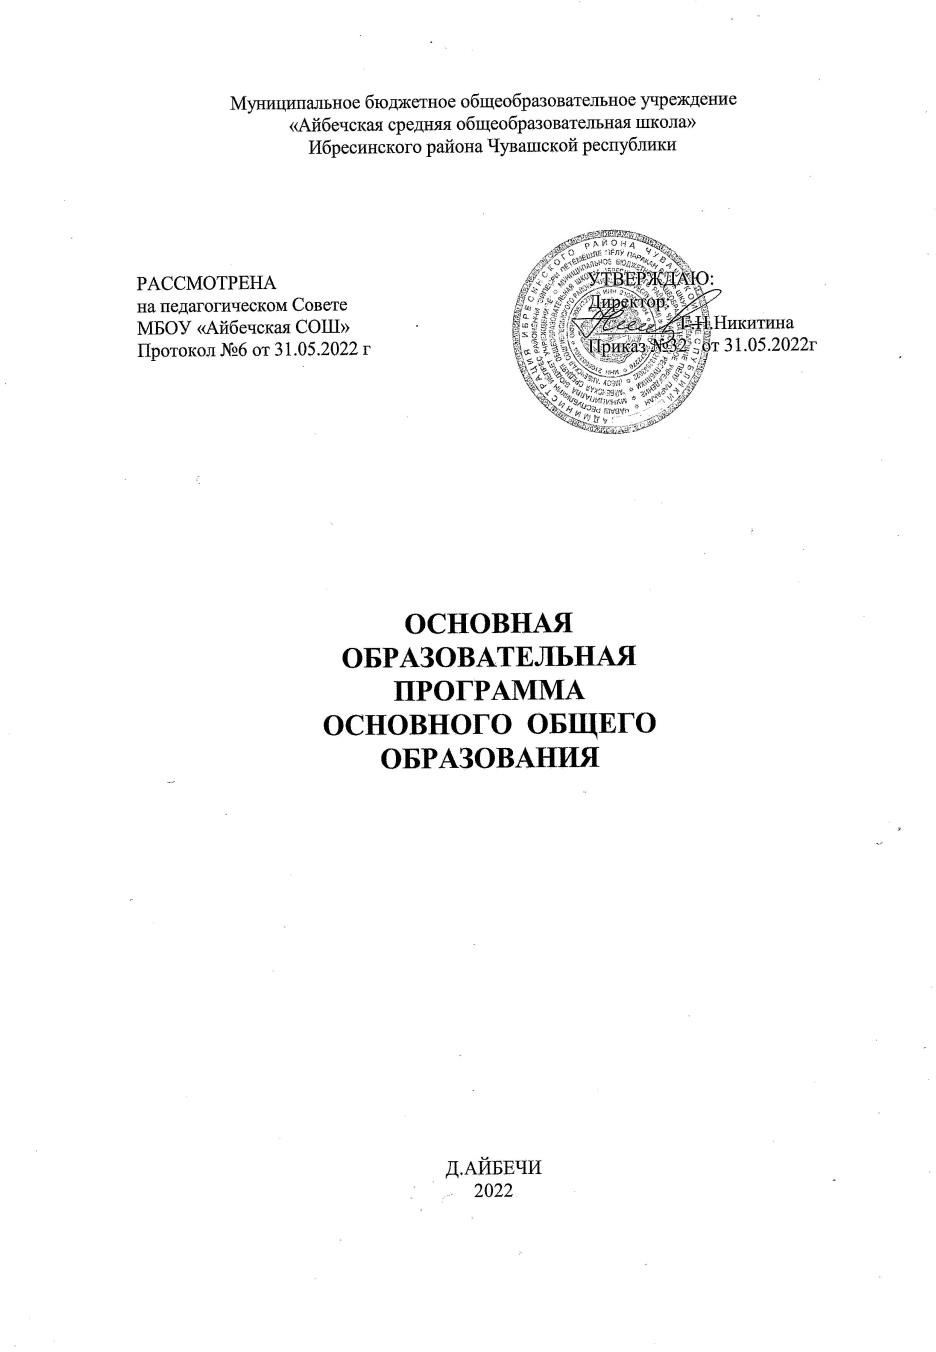 Муниципальное бюджетное общеобразовательное учреждение
«Айбечская средняя общеобразовательная школа»
Ибресинского района Чувашской республики
РАССМОТРЕНА
на педагогическом Совете
МБОУ «Айбечская СОШ»
Протокол №6 от 31.05.2022 г
УТВЕРЖДАЮ:
Директор:
Г.Н.Никитина
Приказ №32 от 31.05.2022г
ОСНОВНАЯ
ОБРАЗОВАТЕЛЬНАЯ
ПРОГРАММА
ОСНОВНОГО ОБЩЕГО
ОБРАЗОВАНИЯ
Д.АЙБЕЧИ
2022